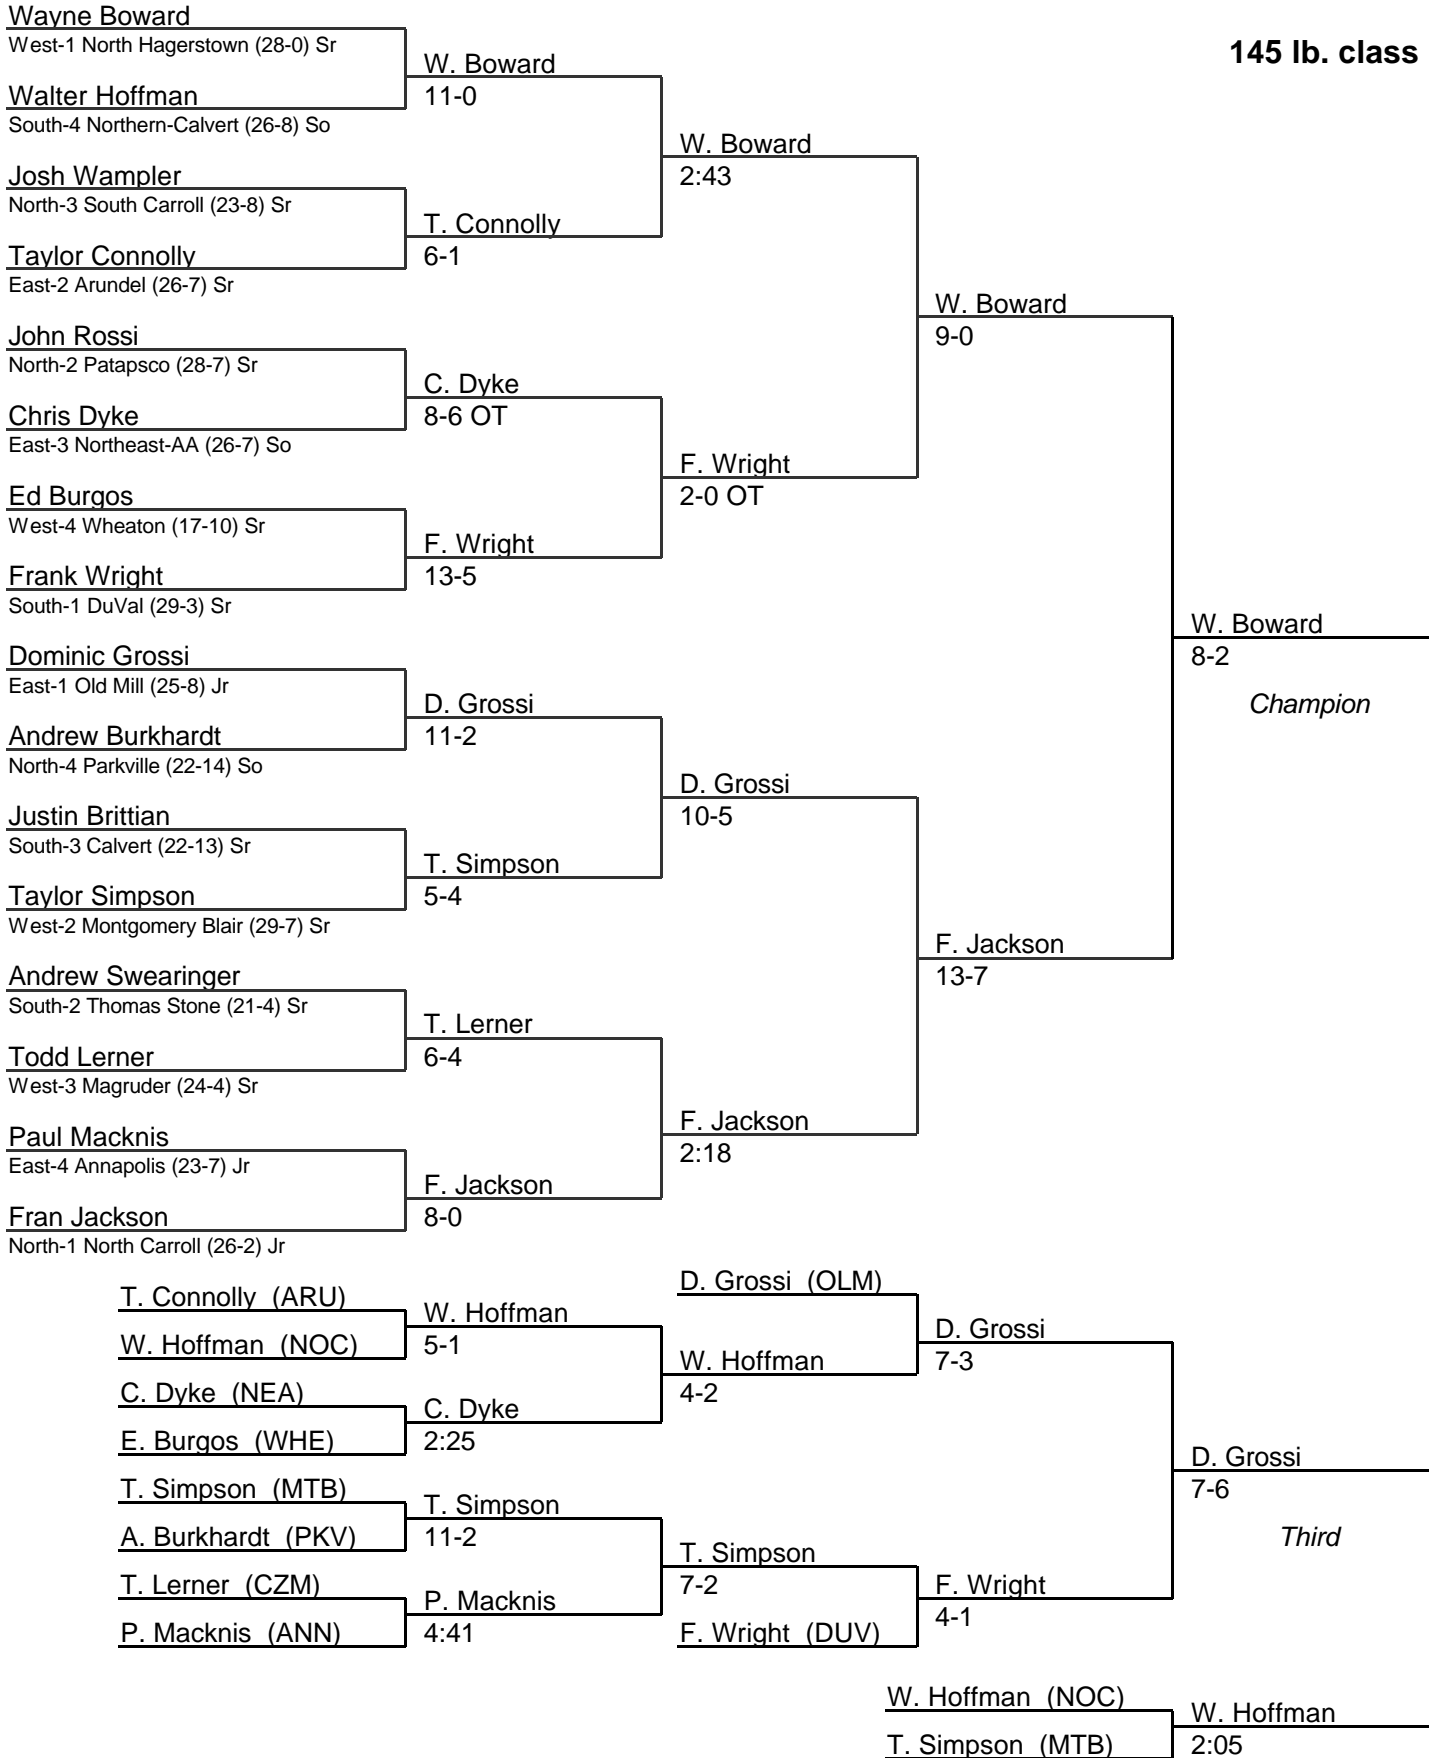 Wayne Boward
West-1 North Hagerstown (28-0) Sr
145 lb. class
W. Boward
11-0
Walter Hoffman
South-4 Northern-Calvert (26-8) So
W. Boward
2:43
Josh Wampler
North-3 South Carroll (23-8) Sr
T. Connolly
6-1
Taylor Connolly
East-2 Arundel (26-7) Sr
W. Boward
9-0
John Rossi
North-2 Patapsco (28-7) Sr
C. Dyke
8-6 OT
Chris Dyke
East-3 Northeast-AA (26-7) So
F. Wright
2-0 OT
Ed Burgos
West-4 Wheaton (17-10) Sr
F. Wright
13-5
Frank Wright
South-1 DuVal (29-3) Sr
W. Boward
8-2
Champion
Dominic Grossi
East-1 Old Mill (25-8) Jr
D. Grossi
11-2
Andrew Burkhardt
North-4 Parkville (22-14) So
D. Grossi
10-5
Justin Brittian
South-3 Calvert (22-13) Sr
T. Simpson
5-4
Taylor Simpson
West-2 Montgomery Blair (29-7) Sr
F. Jackson
13-7
Andrew Swearinger
South-2 Thomas Stone (21-4) Sr
T. Lerner
6-4
Todd Lerner
West-3 Magruder (24-4) Sr
F. Jackson
2:18
Paul Macknis
East-4 Annapolis (23-7) Jr
F. Jackson
8-0
Fran Jackson
North-1 North Carroll (26-2) Jr
D. Grossi (OLM)
T. Connolly (ARU)
W. Hoffman
5-1
W. Hoffman (NOC)
D. Grossi
7-3
W. Hoffman
4-2
C. Dyke (NEA)
C. Dyke
2:25
E. Burgos (WHE)
D. Grossi
7-6
Third
T. Simpson (MTB)
T. Simpson
11-2
A. Burkhardt (PKV)
T. Simpson
7-2
T. Lerner (CZM)
P. Macknis
4:41
P. Macknis (ANN)
F. Wright
4-1
F. Wright (DUV)
W. Hoffman (NOC)
W. Hoffman
2:05
T. Simpson (MTB)